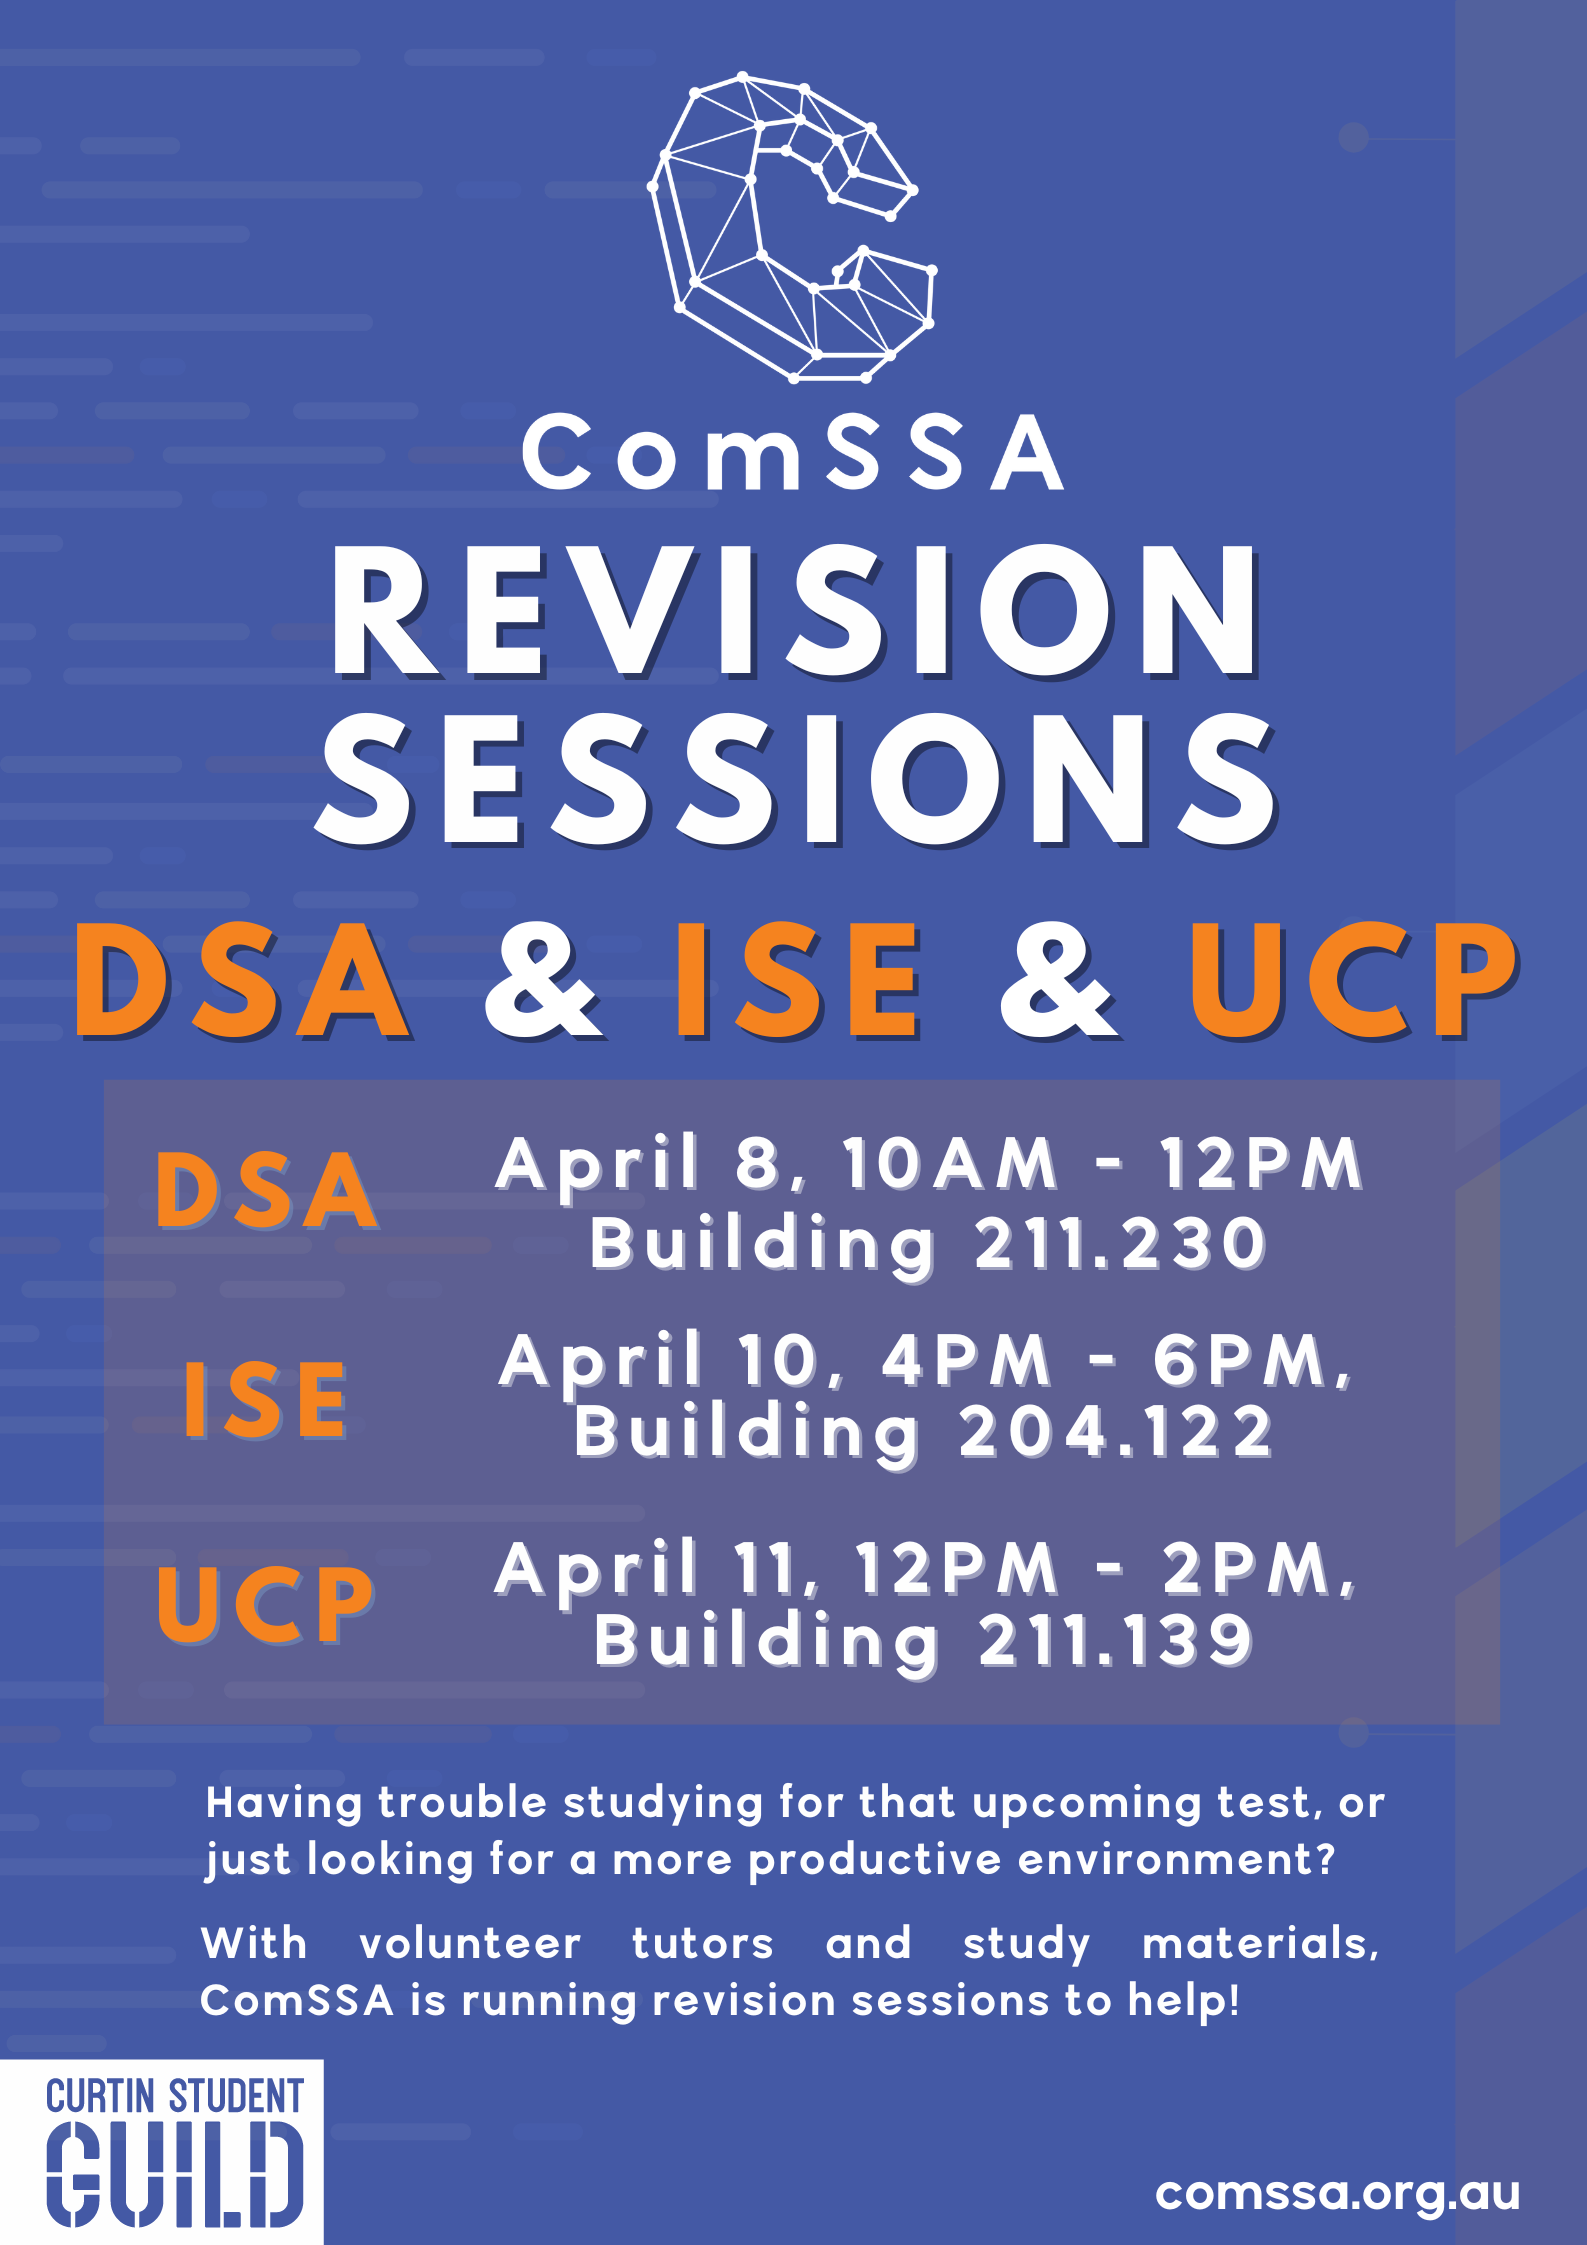 ComSSA
REVISION
SESSIONS
DSA & ISE & UCP
DSA
April 8, 10AM - 12PM
Building 211.230
ISE
April 10, 4PM - 6PM,
Building 204.122
UCP
April 11, 12PM - 2PM,
Building 211.139
Having trouble studying for that upcoming test, or
just looking for a more productive environment?
With volunteer tutors and study materials,
ComSSA is running revision sessions to help!
CURTIN STUDENT
GUILD
comssa.org.au